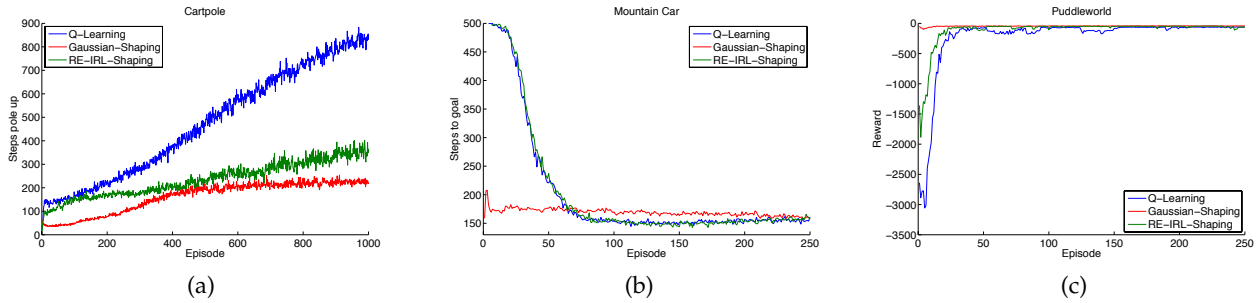 Cartpole
900
800
700
600
500
400
300
200
100
0
0
200
400
600
800
1000
Steps pole up
Episode
Q-Learning
Gaussian-Shaping
RE-IRL-Shaping
(a)
Mountain Car
500
450
400
350
300
250
200
150
0
50
100
150
200
250
Steps to goal
Episode
Q-Learning
Gaussian-Shaping
RE-IRL-Shaping
(b)
Puddleworld
0
−500
−1000
−1500
−2000
−2500
−3000
−3500
0
50
100
150
200
250
Reward
Episode
Q-Learning
Gaussian-Shaping
RE-IRL-Shaping
(c)